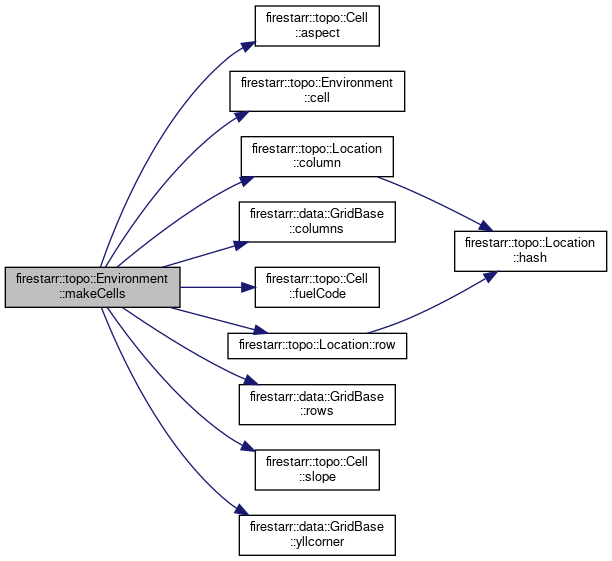 firestarr::topo::Cell
::aspect
firestarr::topo::Environment
::cell
firestarr::topo::Location
::column
firestarr::data::GridBase
::columns
firestarr::topo::Location
::hash
firestarr::topo::Environment
::makeCells
firestarr::topo::Cell
::fuelCode
firestarr::topo::Location::row
firestarr::data::GridBase
::rows
firestarr::topo::Cell
::slope
firestarr::data::GridBase
::yllcorner